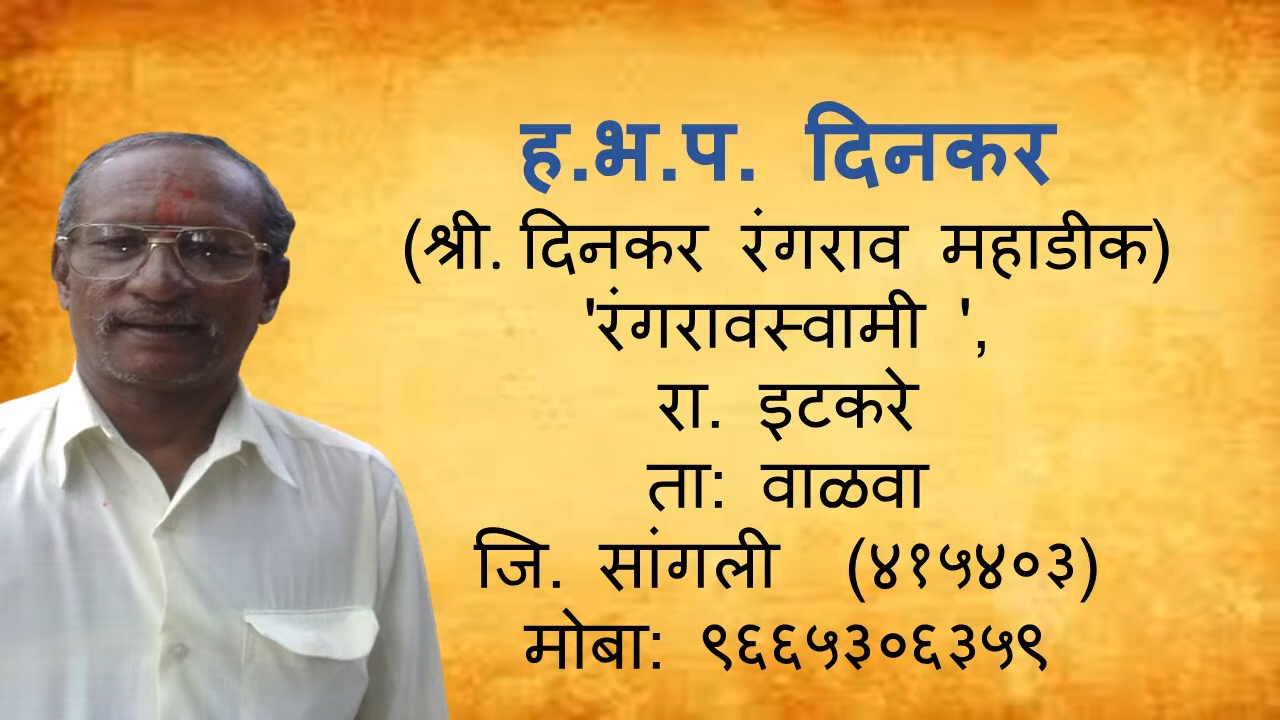 ह.भ.प. दिनकर
(श्री. दिनकर रंगराव महाडीक)
'रंगरावस्वामी ',
रा. इटकरे
ता: वाळवा
जि. सांगली (४१५४०३)
मोबा: ९६६५३०६३५९